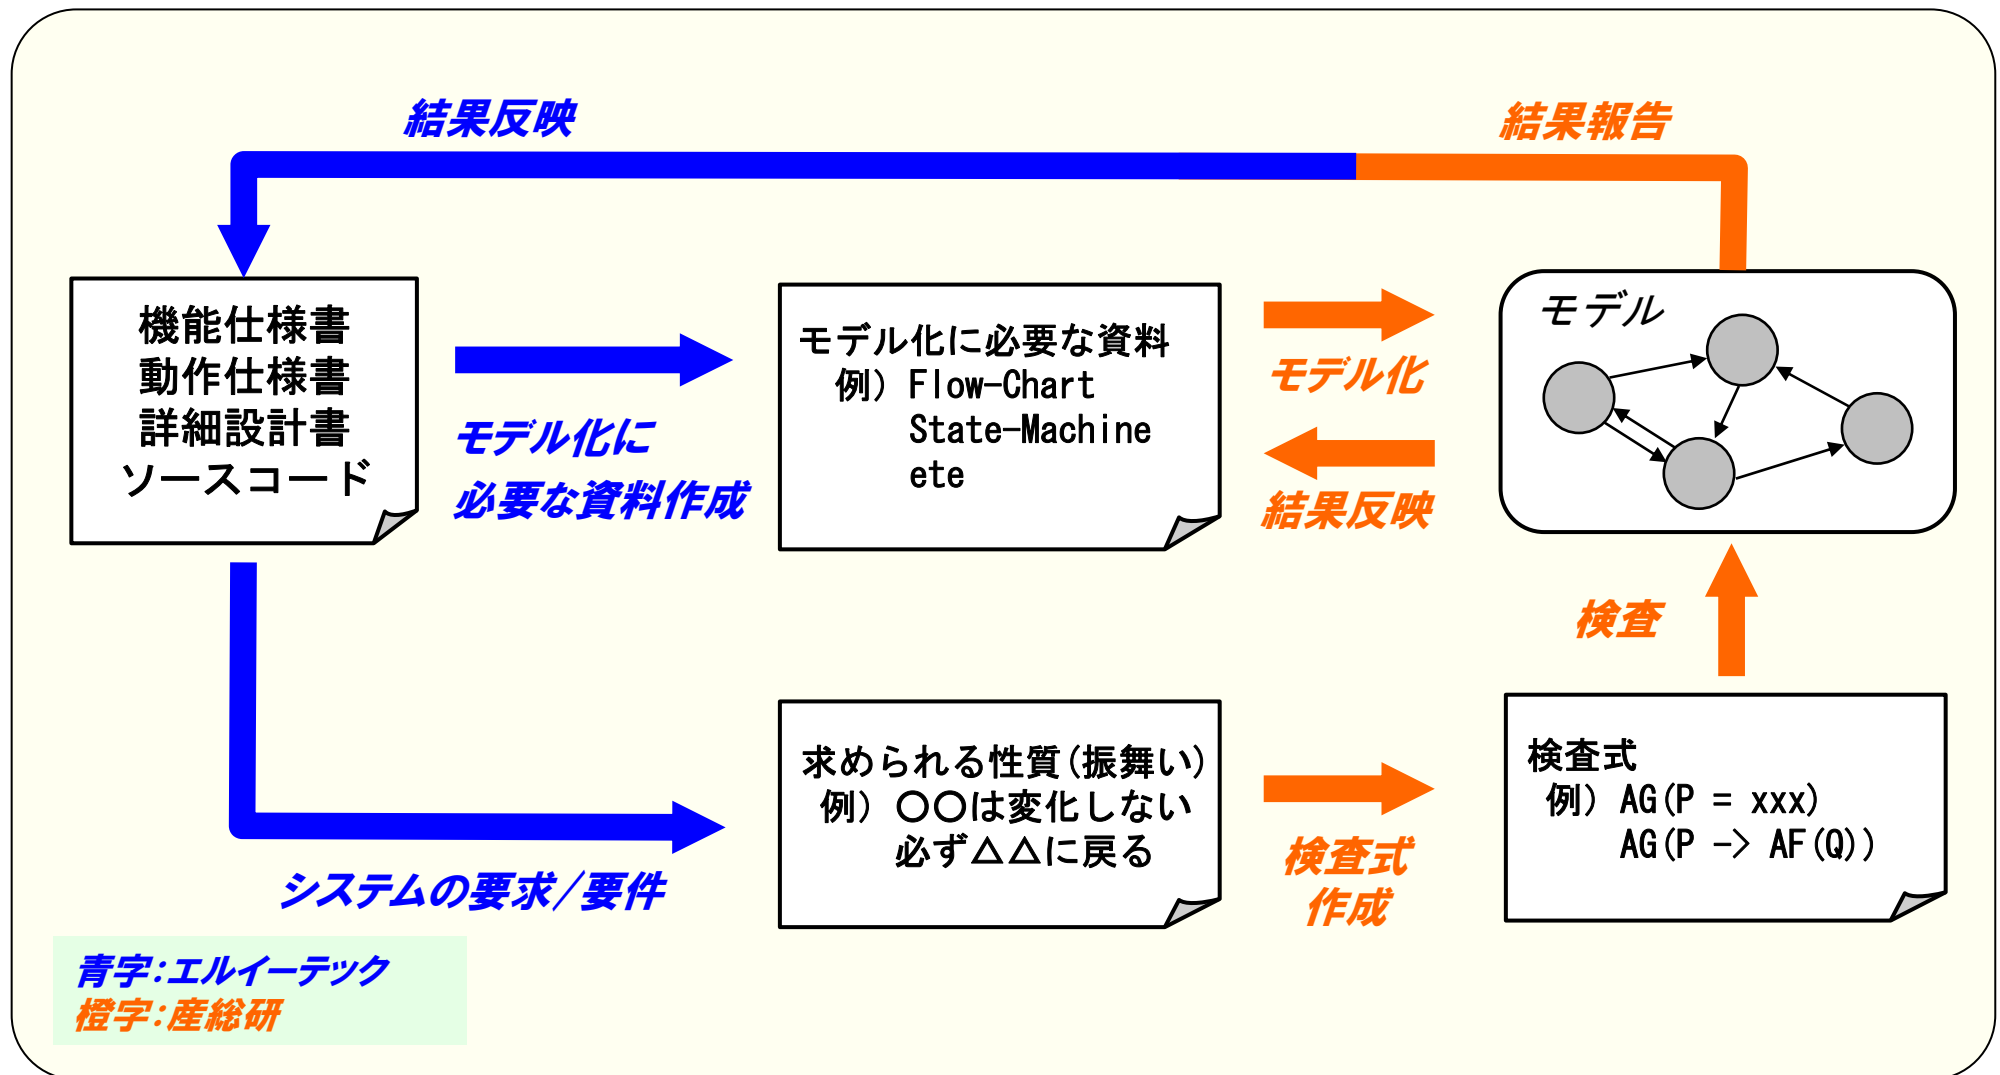 結果反映
結果報告
機能仕様書
動作仕様書
詳細設計書
ソースコード
モデル化に
必要な資料作成
モデル化に必要な資料
例) Flow-Chart
State-Machine
ete
モデル化
結果反映
モデル
検査
システムの要求/要件
求められる性質(振舞い)
例) 〇〇は変化しない
必ず△△に戻る
検査式
作成
検査式
例) AG(P = xxx)
AG(P -> AF(Q))
青字:エルイーテック
橙字:産総研